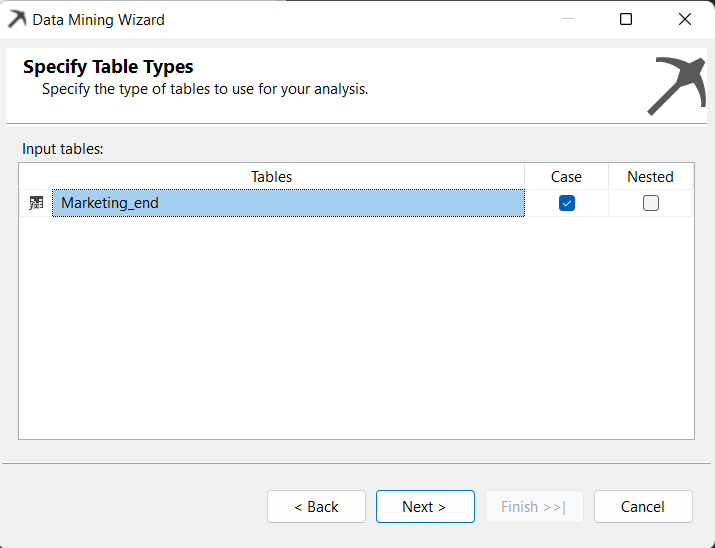 Data Mining Wizard
Specify Table Types
Specify the type of tables to use for your analysis.
Input tables:
Tables Case Nested
Marketing_end
< Back Next > Finish >>| Cancel